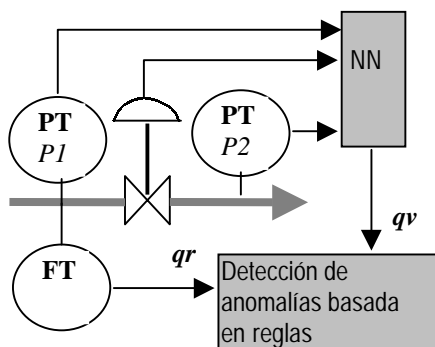 NN
PT
P1
PT
P2
qv
FT
qr
Detección de
anomalías basada
en reglas